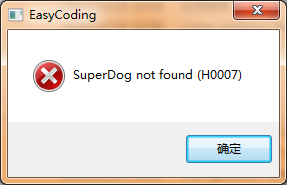 EasyCoding
SuperDog not found (H0007)
确定